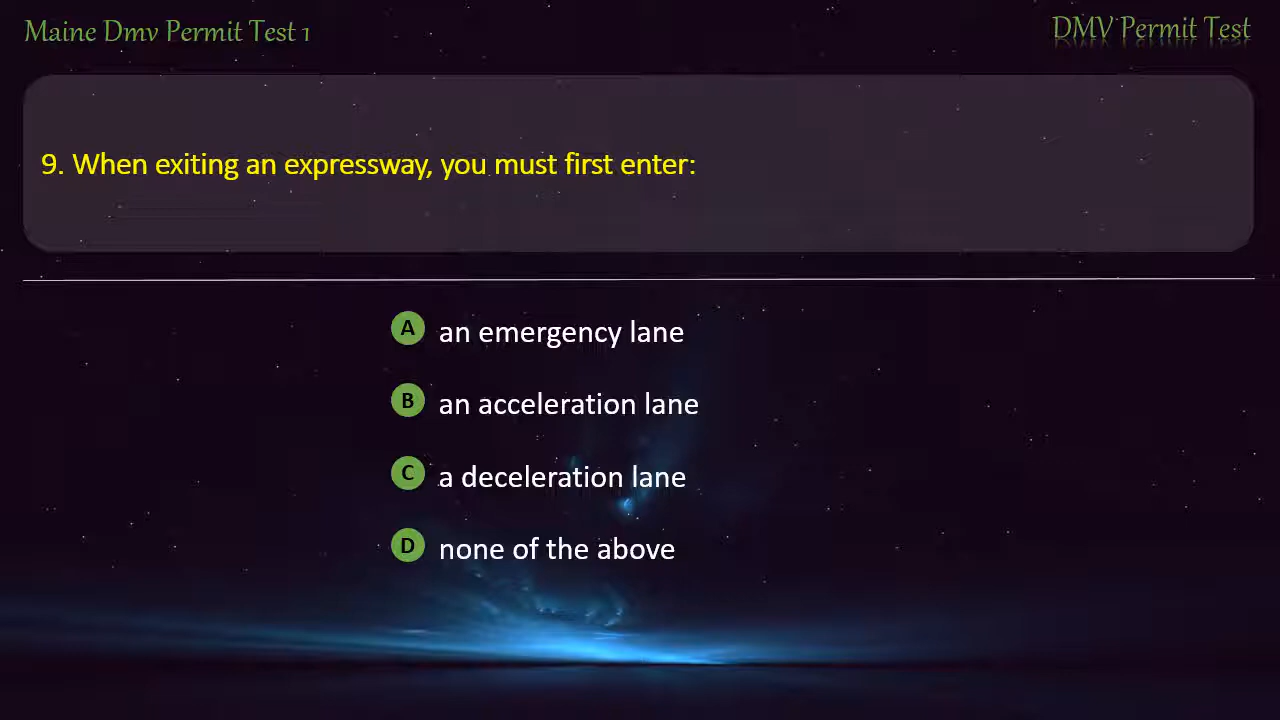 Maine Dmv Permit Test 1
DMV Permit Test
9. When exiting an expressway, you must first enter:
A an emergency lane
B an acceleration lane
C a deceleration lane
D none of the above